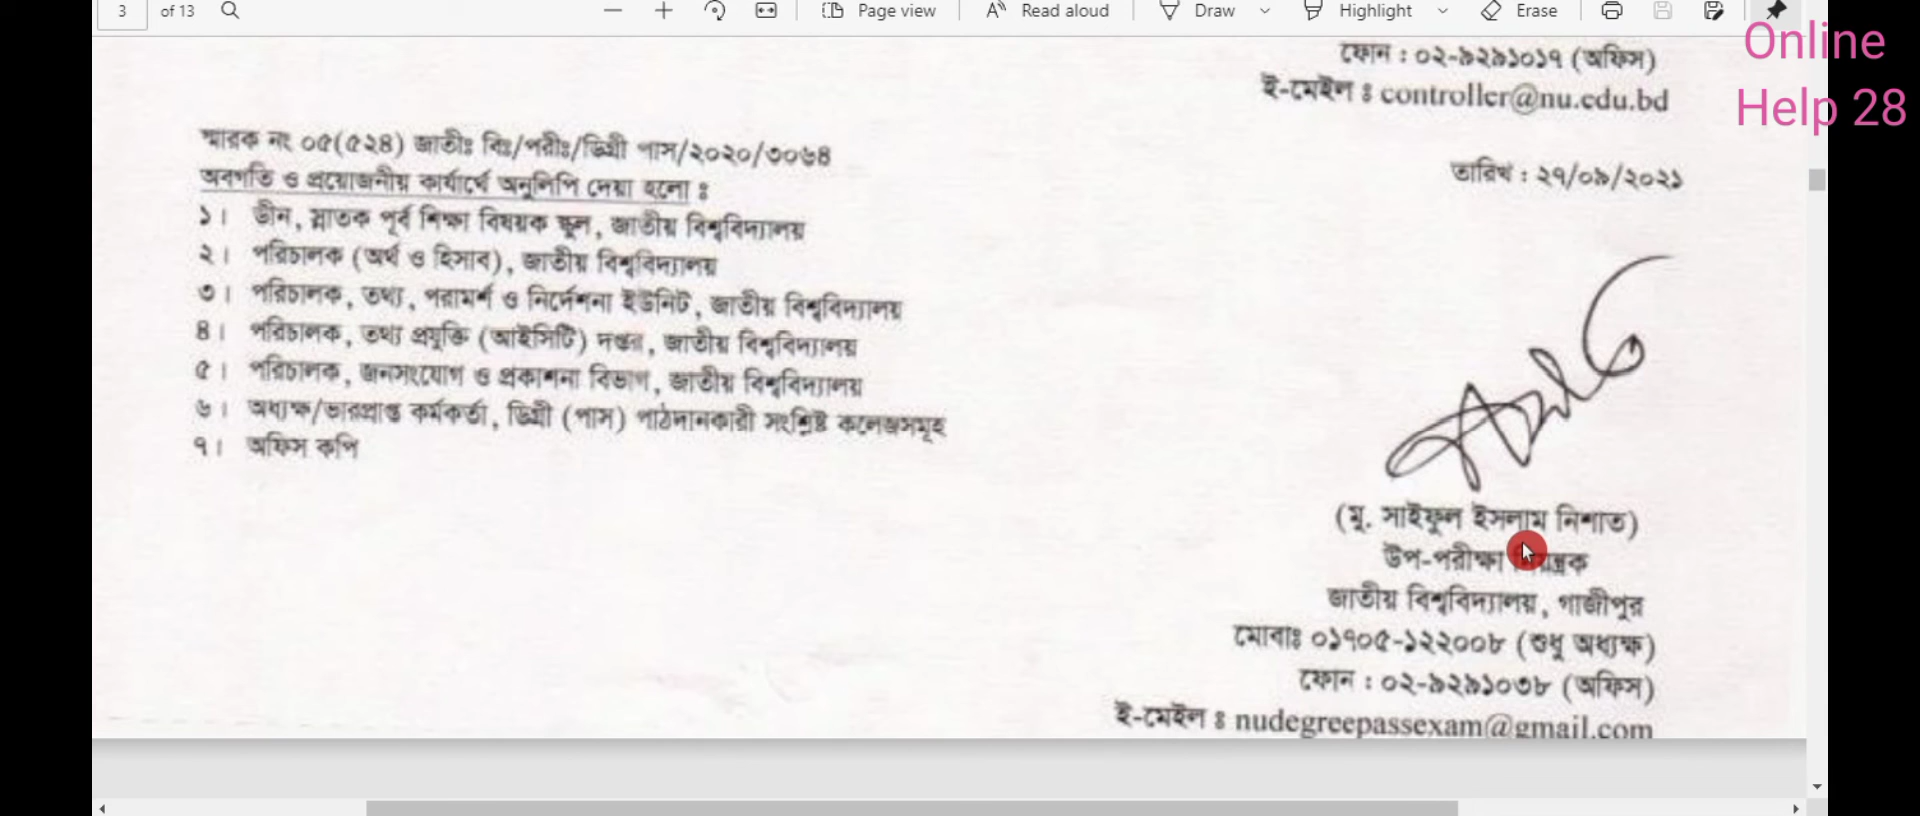 3 of 13 Page view Read aloud Draw Highlight Erase
Online
Help 28
ফোন : ০২-৯২৯১০১৭ (অফিস)
ই-মেইল ঃ controller@nu.edu.bd
স্মারক নং ০৫(৫২৪) জাতীঃ বিঃ/পরীঃ/ডিগ্রী পাস/২০২০/৩০৬৪
তারিখ : ২৭/০৯/২০২১
অবগতি ও প্রয়োজনীয় কার্যার্থে অনুলিপি দেয়া হলো ঃ
১। ডীন, স্নাতক পূর্ব শিক্ষা বিষয়ক স্কুল, জাতীয় বিশ্ববিদ্যালয়
২। পরিচালক (অর্থ ও হিসাব), জাতীয় বিশ্ববিদ্যালয়
৩। পরিচালক, তথ্য, পরামর্শ ও নির্দেশনা ইউনিট, জাতীয় বিশ্ববিদ্যালয়
৪। পরিচালক, তথ্য প্রযুক্তি (আইসিটি) দপ্তর, জাতীয় বিশ্ববিদ্যালয়
৫। পরিচালক, জনসংযোগ ও প্রকাশনা বিভাগ, জাতীয় বিশ্ববিদ্যালয়
৬। অধ্যক্ষ/ভারপ্রাপ্ত কর্মকর্তা, ডিগ্রী (পাস) পাঠদানকারী সংশ্লিষ্ট কলেজসমূহ
৭। অফিস কপি
(মু. সাইফুল ইসলাম নিশাত)
উপ-পরীক্ষা নিয়ন্ত্রক
জাতীয় বিশ্ববিদ্যালয়, গাজীপুর
মোবাঃ ০১৭০৫-১২২০০৮ (শুধু অধ্যক্ষ)
ফোন : ০২-৯২৯১০৩৮ (অফিস)
ই-মেইল ঃ nudegreepassexam@gmail.com